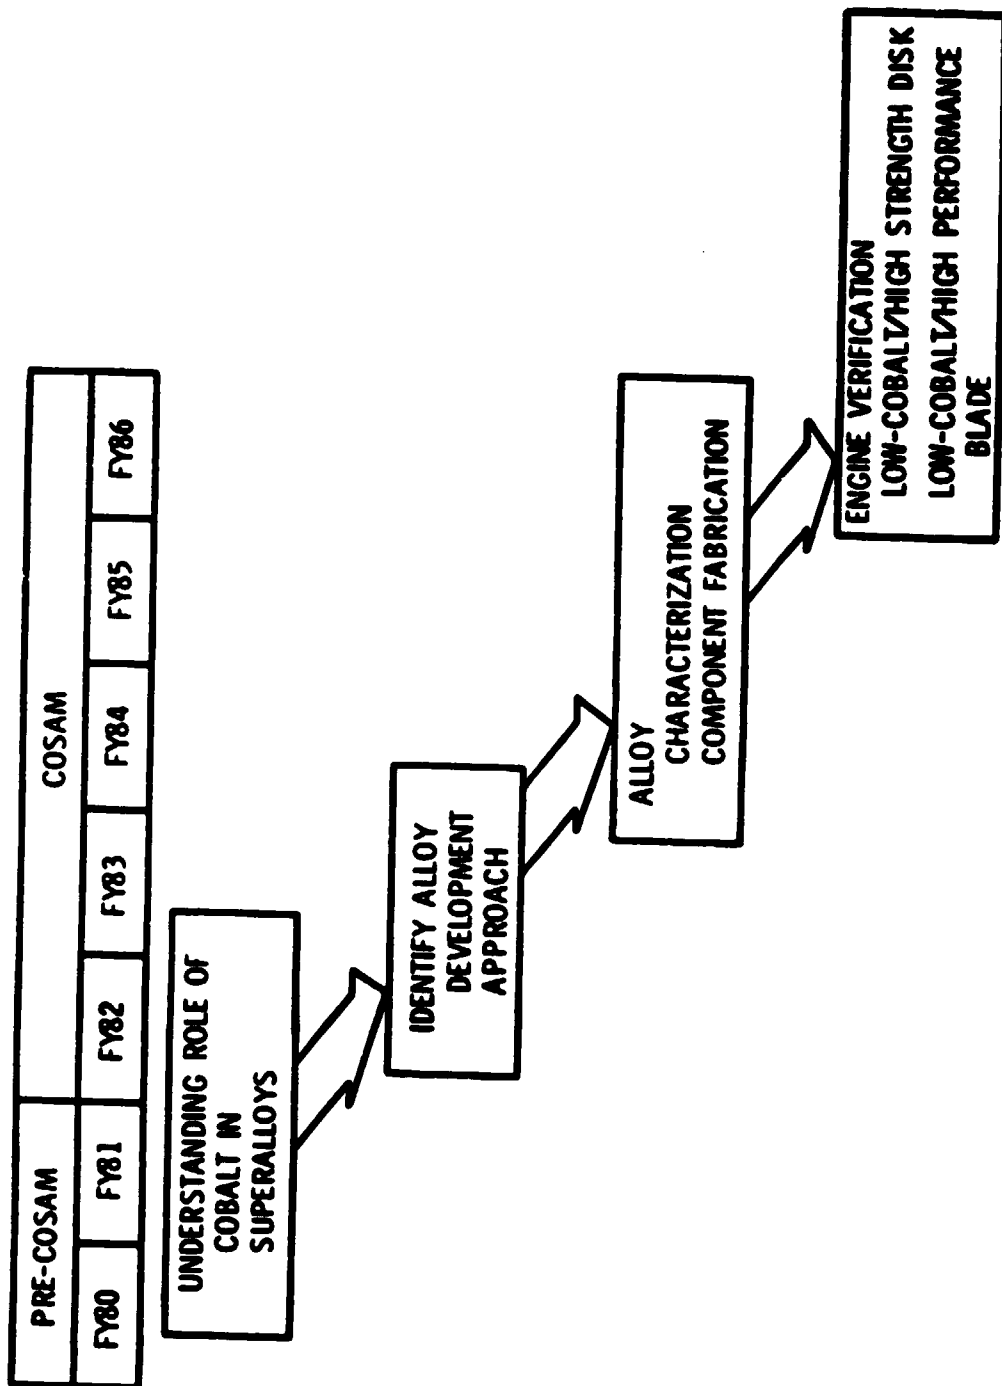 PRE-COSAM
COSAM
FY80
FY81
FY82
FY83
FY84
FY85
FY86
UNDERSTANDING ROLE OF
COBALT IN
SUPERALLOYS
IDENTIFY ALLOY
DEVELOPMENT
APPROACH
ALLOY
CHARACTERIZATION
COMPONENT FABRICATION
ENGINE VERIFICATION
LOW-COBALT/HIGH STRENGTH DISK
LOW-COBALT/HIGH PERFORMANCE
BLADE